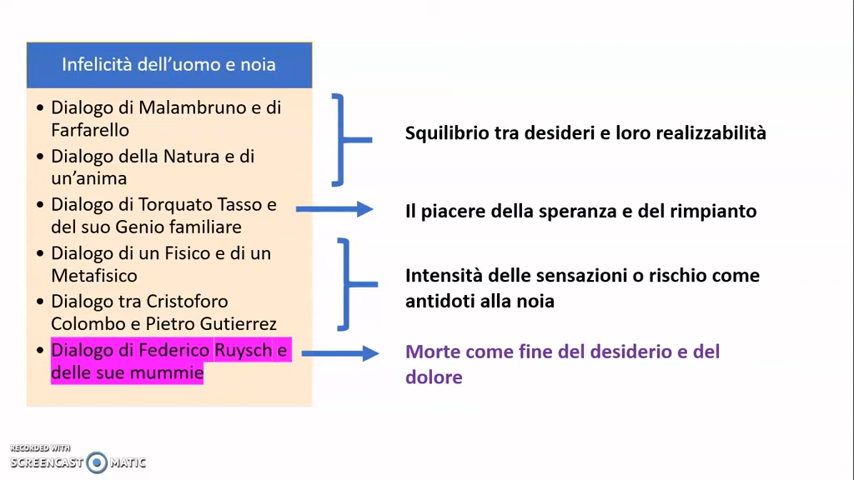 Infelicità dell'uomo e noia
• Dialogo di Malambruno e di
Farfarello
• Dialogo della Natura e di
un'anima
• Dialogo di Torquato Tasso e
del suo Genio familiare
• Dialogo di un Fisico e di un
Metafisico
• Dialogo tra Cristoforo
Colombo e Pietro Gutierrez
• Dialogo di Federico Ruysch e
delle sue mummie
Squilibrio tra desideri e loro realizzabilità
Il piacere della speranza e del rimpianto
Intensità delle sensazioni o rischio come
antidoti alla noia
Morte come fine del desiderio e del
dolore
RECORDED WITH
SCREENCAST MATIC